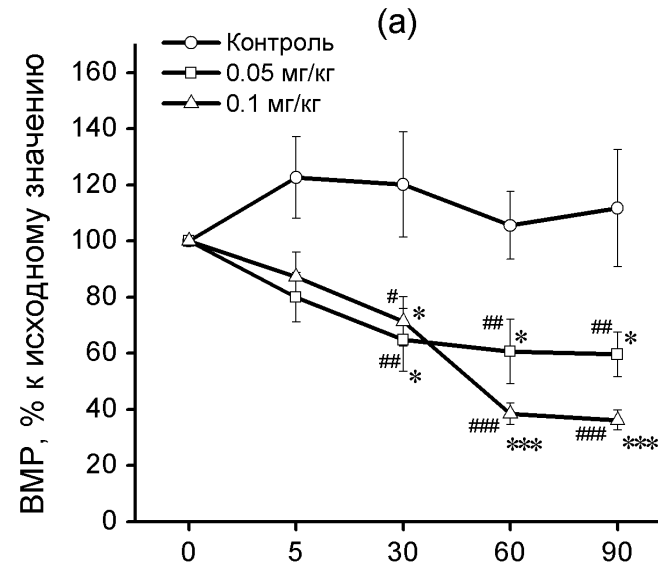 (а)
Контроль
0.05 мг/кг
0.1 мг/кг
ВМР, % к исходному значению
160
140
120
100
80
60
40
20
0
# *
## *
## *
## *
### ***
### ***
0 5 30 60 90